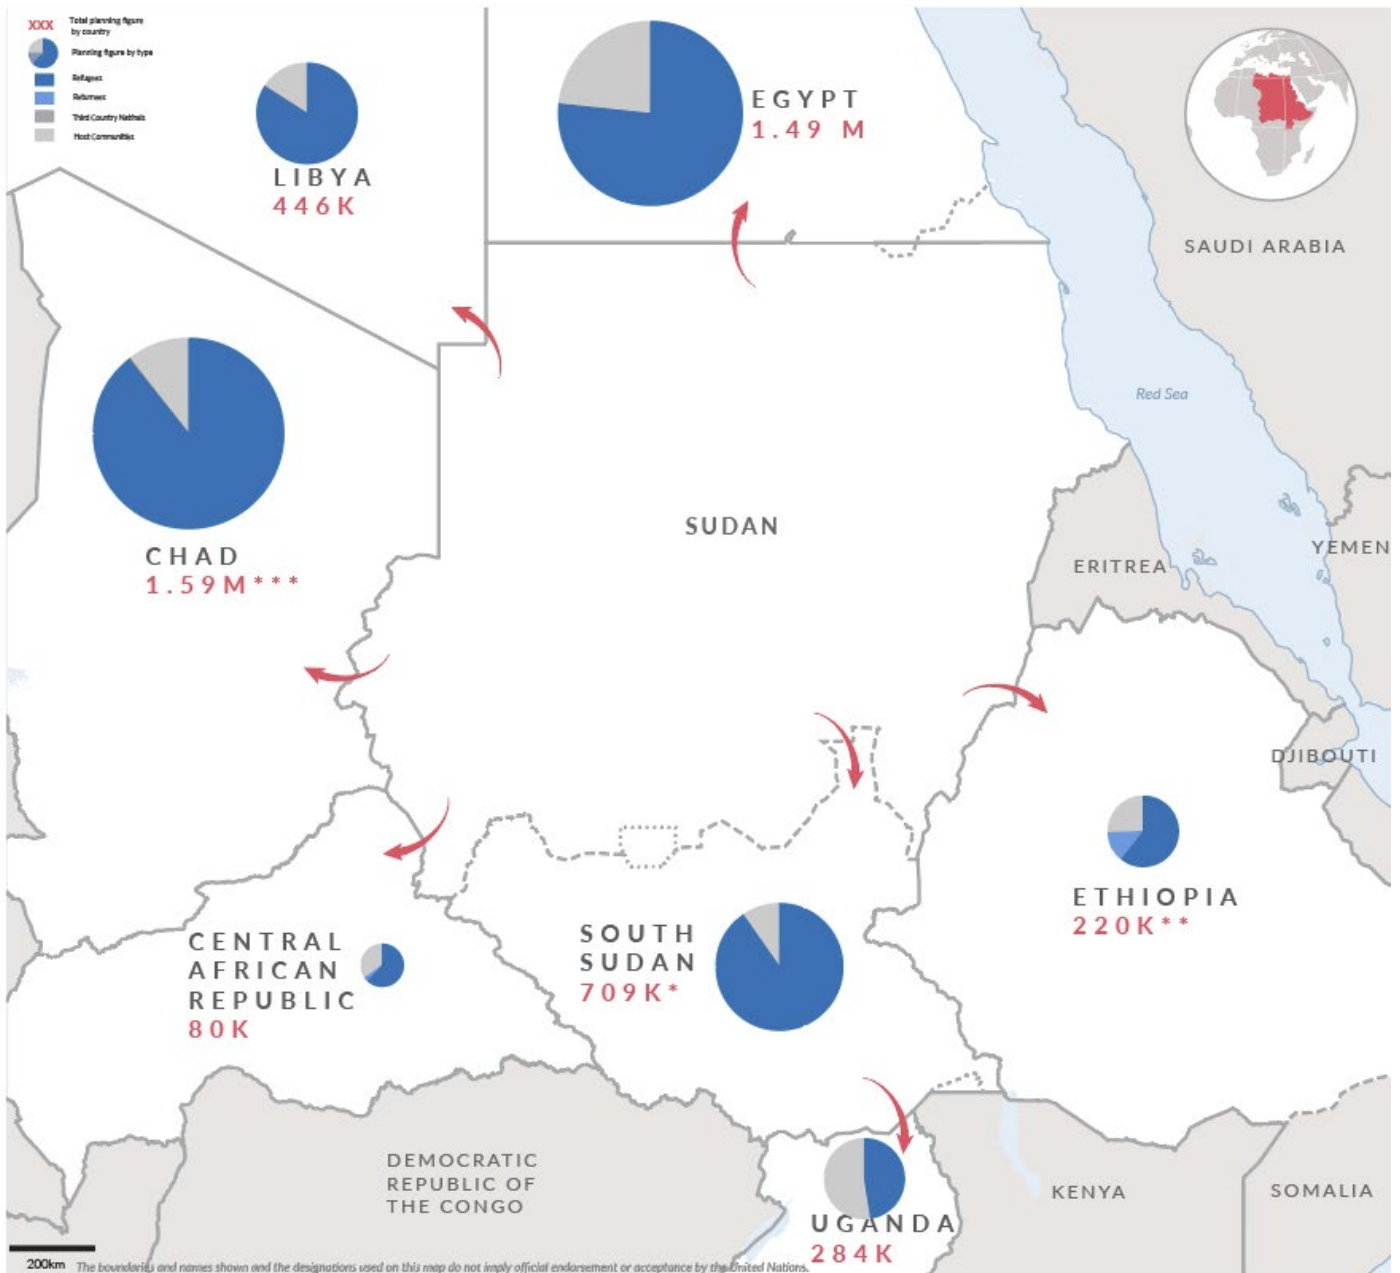 XXX
Total planning figure
by country
Planning figure by type
Refugees
Returnees
Third Country Natinals
Host Communities
LIBYA
446K
EGYPT
1.49 M
SAUDI ARABIA
Red Sea
CHAD
1.59M***
SUDAN
ERITREA
YEMEN
DJIBOUTI
ETHIOPIA
220K**
CENTRAL
AFRICAN
REPUBLIC
80K
SOUTH
SUDAN
709K*
DEMOCRATIC
REPUBLIC OF
THE CONGO
UGANDA
284K
KENYA
SOMALIA
200km
The boundaries and names shown and the designations used on this map do not imply official endorsement or acceptance by the United Nations.